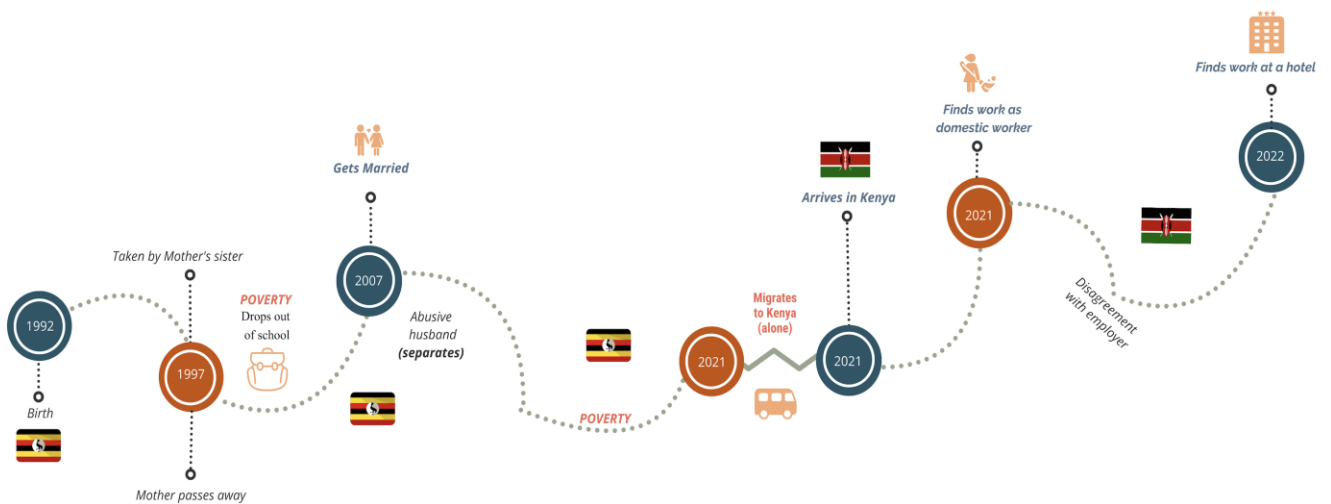 1992
Birth
Taken by Mother's sister
1997
Mother passes away
POVERTY
Drops out
of school
Gets Married
2007
Abusive
husband
(separates)
POVERTY
2021
Migrates
to Kenya
(alone)
Arrives in Kenya
2021
Finds work as
domestic worker
2021
Disagreement
with employer
Finds work at a hotel
2022